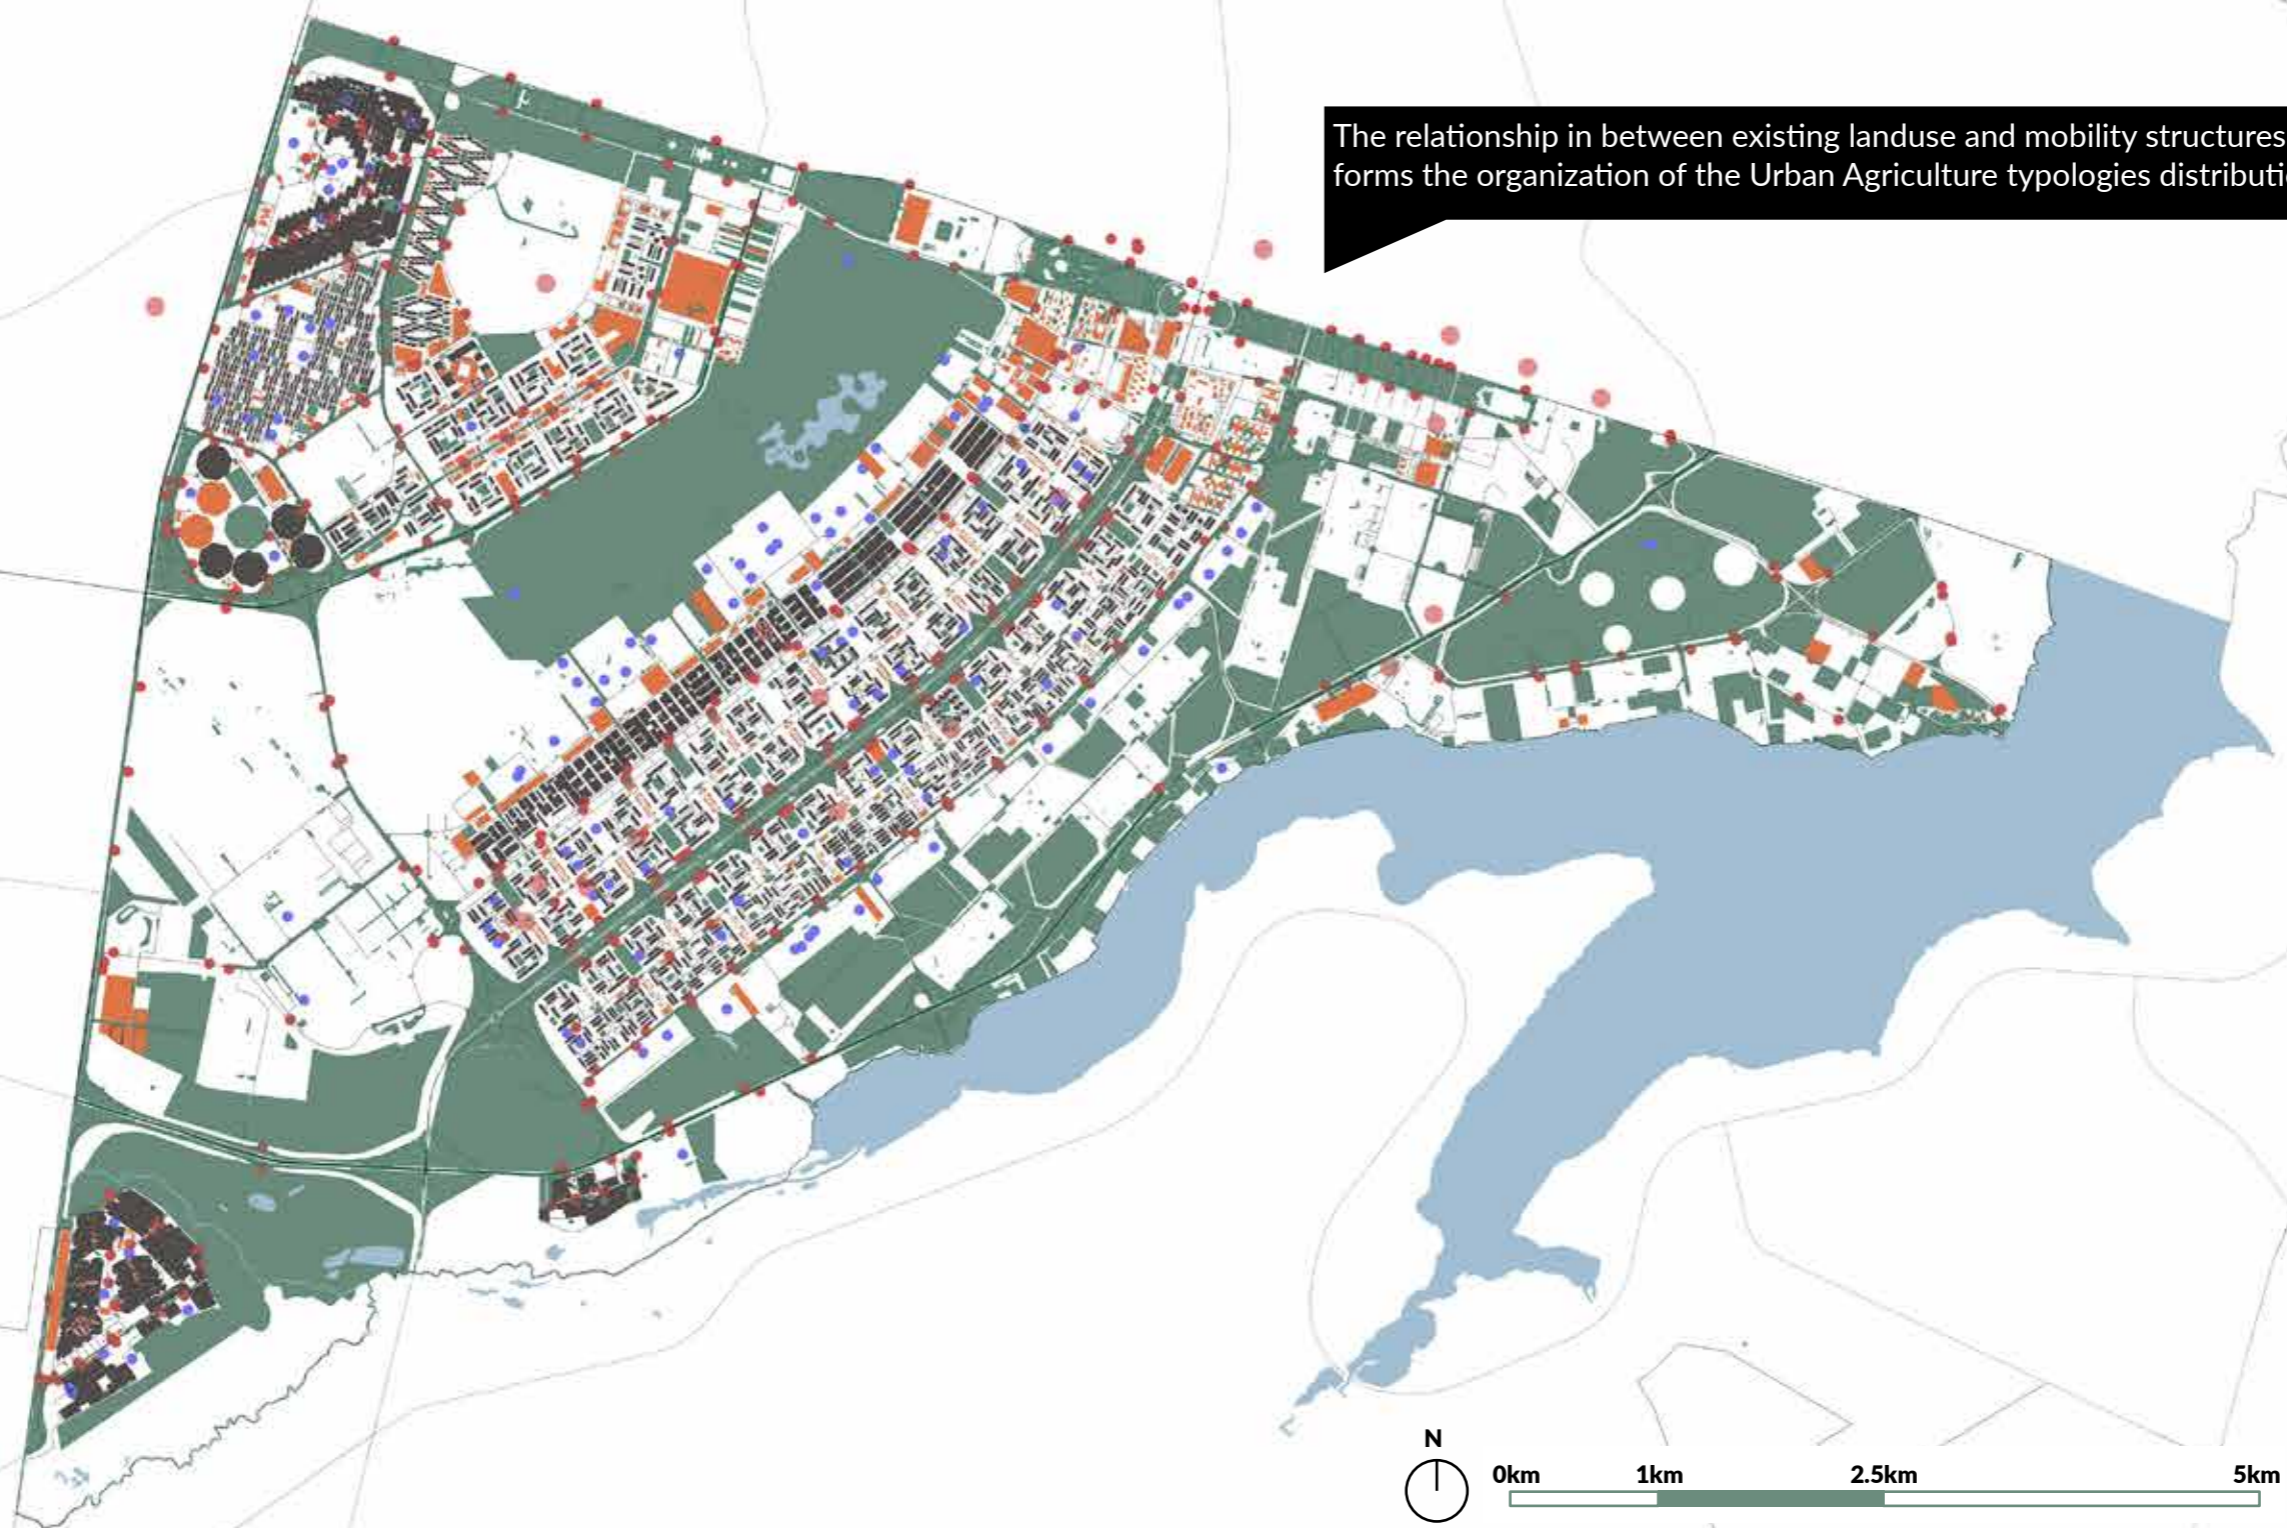 The relationship in between existing landuse and mobility structures
forms the organization of the Urban Agriculture typologies
N
0km 1km 2.5km 5km